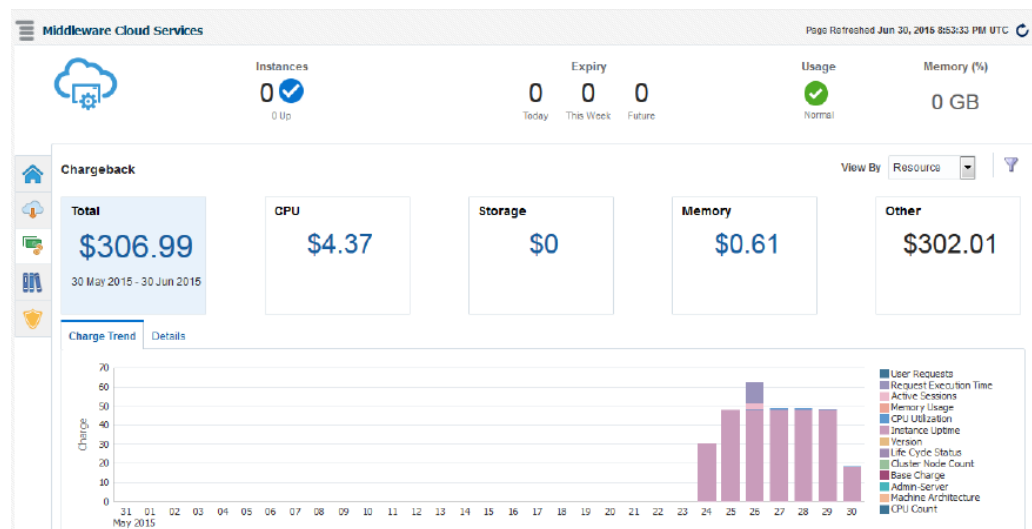 Middleware Cloud Services
Page Refreshed Jun 30, 2015 8:53:33 PM UTC
Instances
Expiry
Usage
Memory (%)
0
0 0 0
0 GB
0 Up
Today This Week Future
Normal
Chargeback
View By Resource
Total
CPU
Storage
Memory
Other
$306.99
$4.37
$0
$0.61
$302.01
30 May 2015 - 30 Jun 2015
Charge Trend Details
Charge
70
60
50
40
30
20
10
0
31 01 02 03 04 05 06 07 08 09 10 11 12 13 14 15 16 17 18 19 20 21 22 23 24 25 26 27 28 29 30
May 2015
User Requests
Request Execution Time
Active Sessions
Memory Usage
CPU Utilization
Instance Uptime
Version
Life Cycle Status
Cluster Node Count
Base Charge
Admin-Server
Machine Architecture
CPU Count